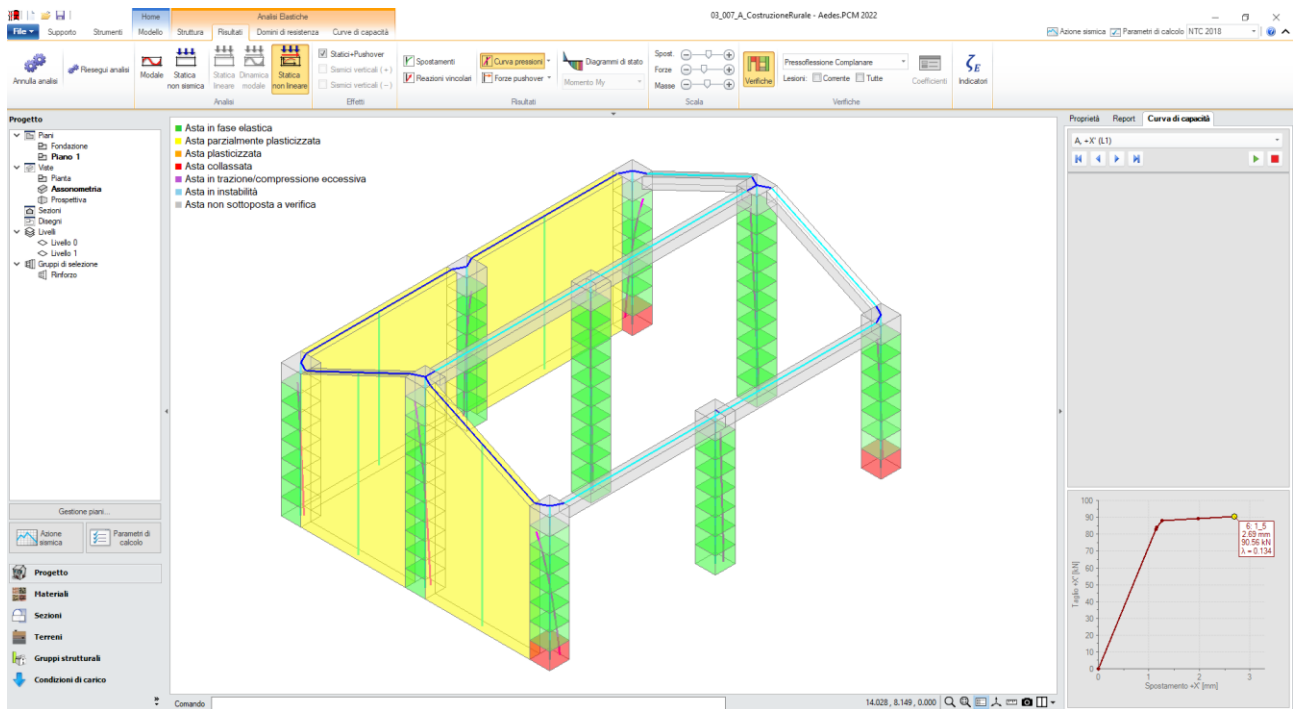 03_007_A_CostruzioneRurale - Aedes.PCM 2022
Home
Analisi Elastiche
File
Supporto
Strumenti
Modello
Struttura
Risultati
Domini di resistenza
Curve di capacità
Azione sismica
Parametri di calcolo
NTC 2018
Annulla analisi
Riesegui analisi
Modale
Statica non sismica
Statica lineare
Dinamica modale
Statica non lineare
Analisi
Statici+Pushover
Sismici verticali (+)
Sismici verticali (−)
Effetti
Spostamenti
Reazioni vincolari
Curva pressioni
Forze pushover
Diagrammi di stato
Momento My
Risultati
Spost.
Forze
Masse
Scala
Verifiche
Pressoflessione Complanare
Lesioni:
Corrente
Tutte
Coefficienti
Verifiche
ζE
Indicatori
Progetto
Piani
Fondazione
Piano 1
Viste
Pianta
Assonometria
Prospettiva
Sezioni
Disegni
Livelli
Livello 0
Livello 1
Gruppi di selezione
Rinforzo
Gestione piani...
Azione sismica
Parametri di calcolo
Progetto
Materiali
Sezioni
Terreni
Gruppi strutturali
Condizioni di carico
Asta in fase elastica
Asta parzialmente plasticizzata
Asta plasticizzata
Asta collassata
Asta in trazione/compressione eccessiva
Asta in instabilità
Asta non sottoposta a verifica
Comando
14.028 , 8.149 , 0.000
Proprietà
Report
Curva di capacità
A, +X' (L1)
100
90
80
70
60
50
40
30
20
10
0
Taglio +X' [kN]
6: 1_5
2.69 mm
90.56 kN
λ = 0.134
0
1
2
3
Spostamento +X' [mm]